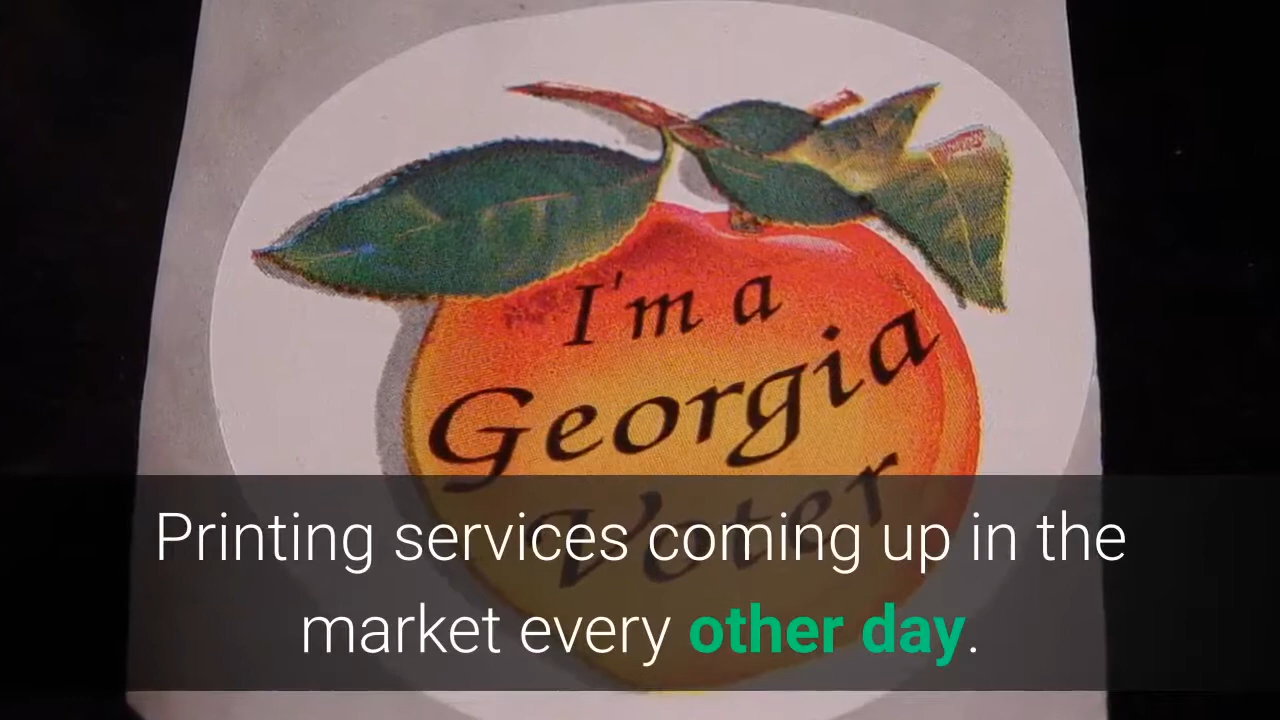 I'm a
Georgia
Voter
Printing services coming up in the
market every other day.